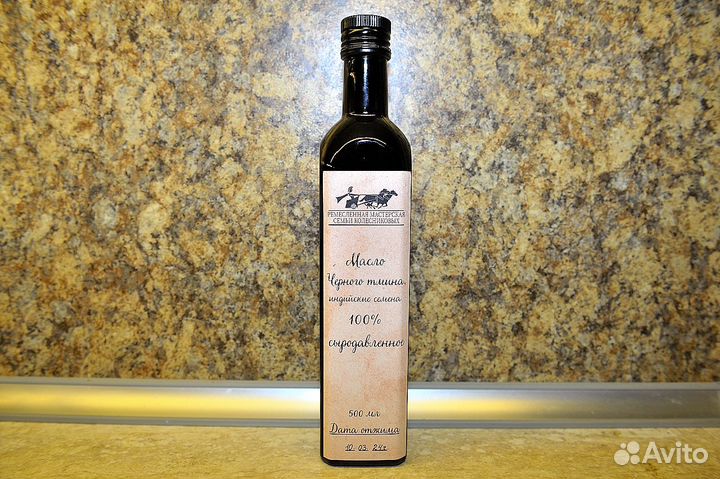 РЕМЕСЛЕННАЯ МАСТЕРСКАЯ
СЕМЬИ КОЛЕСНИКОВЫХ
Масло
Черного тмина
индийские семена
100%
сыродавленное
500 мл
Дата отжима
10. 03. 24г
Avito